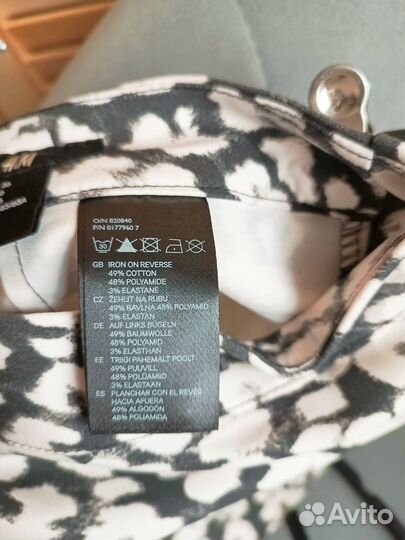 H&M
O/N 820840
P/N 0177960 7
30
GB IRON ON REVERSE
49% COTTON
48% POLYAMIDE
3% ELASTANE
CZ ŽEHLIT NA RUBU
49% BAVLNA 48% POLYAMID
3% ELASTAN
DE AUF LINKS BÜGELN
49% BAUMWOLLE
48% POLYAMID
3% ELASTHAN
EE TRIIGI PAHEMALT POOLT
49% PUUVILL
48% POLÜAMIID
3% ELASTAAN
ES PLANCHAR CON EL REVÉS
HACIA AFUERA
49% ALGODÓN
48% POLIAMIDA
Avito